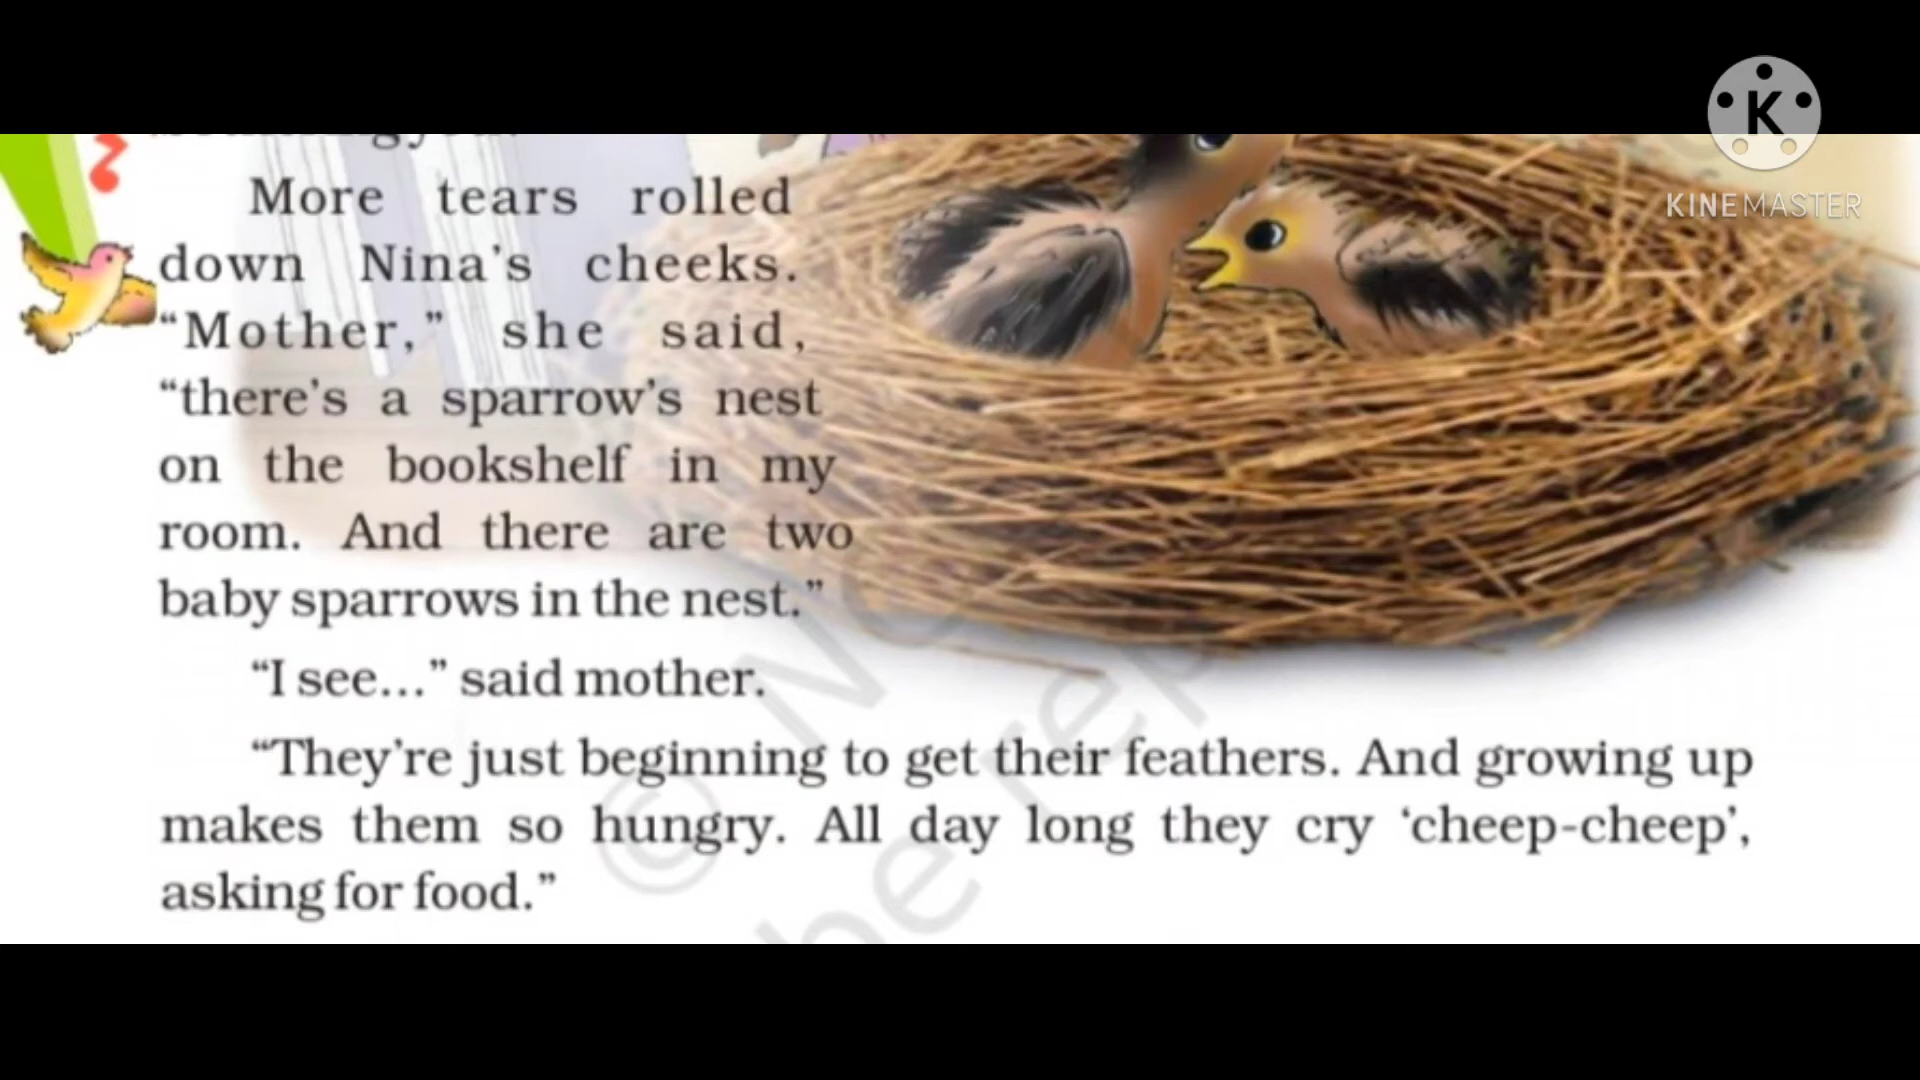 More tears rolled
down Nina’s cheeks.
“Mother,” she said,
“there’s a sparrow’s nest
on the bookshelf in my
room. And there are two
baby sparrows in the nest.”
“I see...” said mother.
“They’re just beginning to get their feathers. And growing up
makes them so hungry. All day long they cry ‘cheep-cheep’,
asking for food.”
K
KINEMASTER
©
be